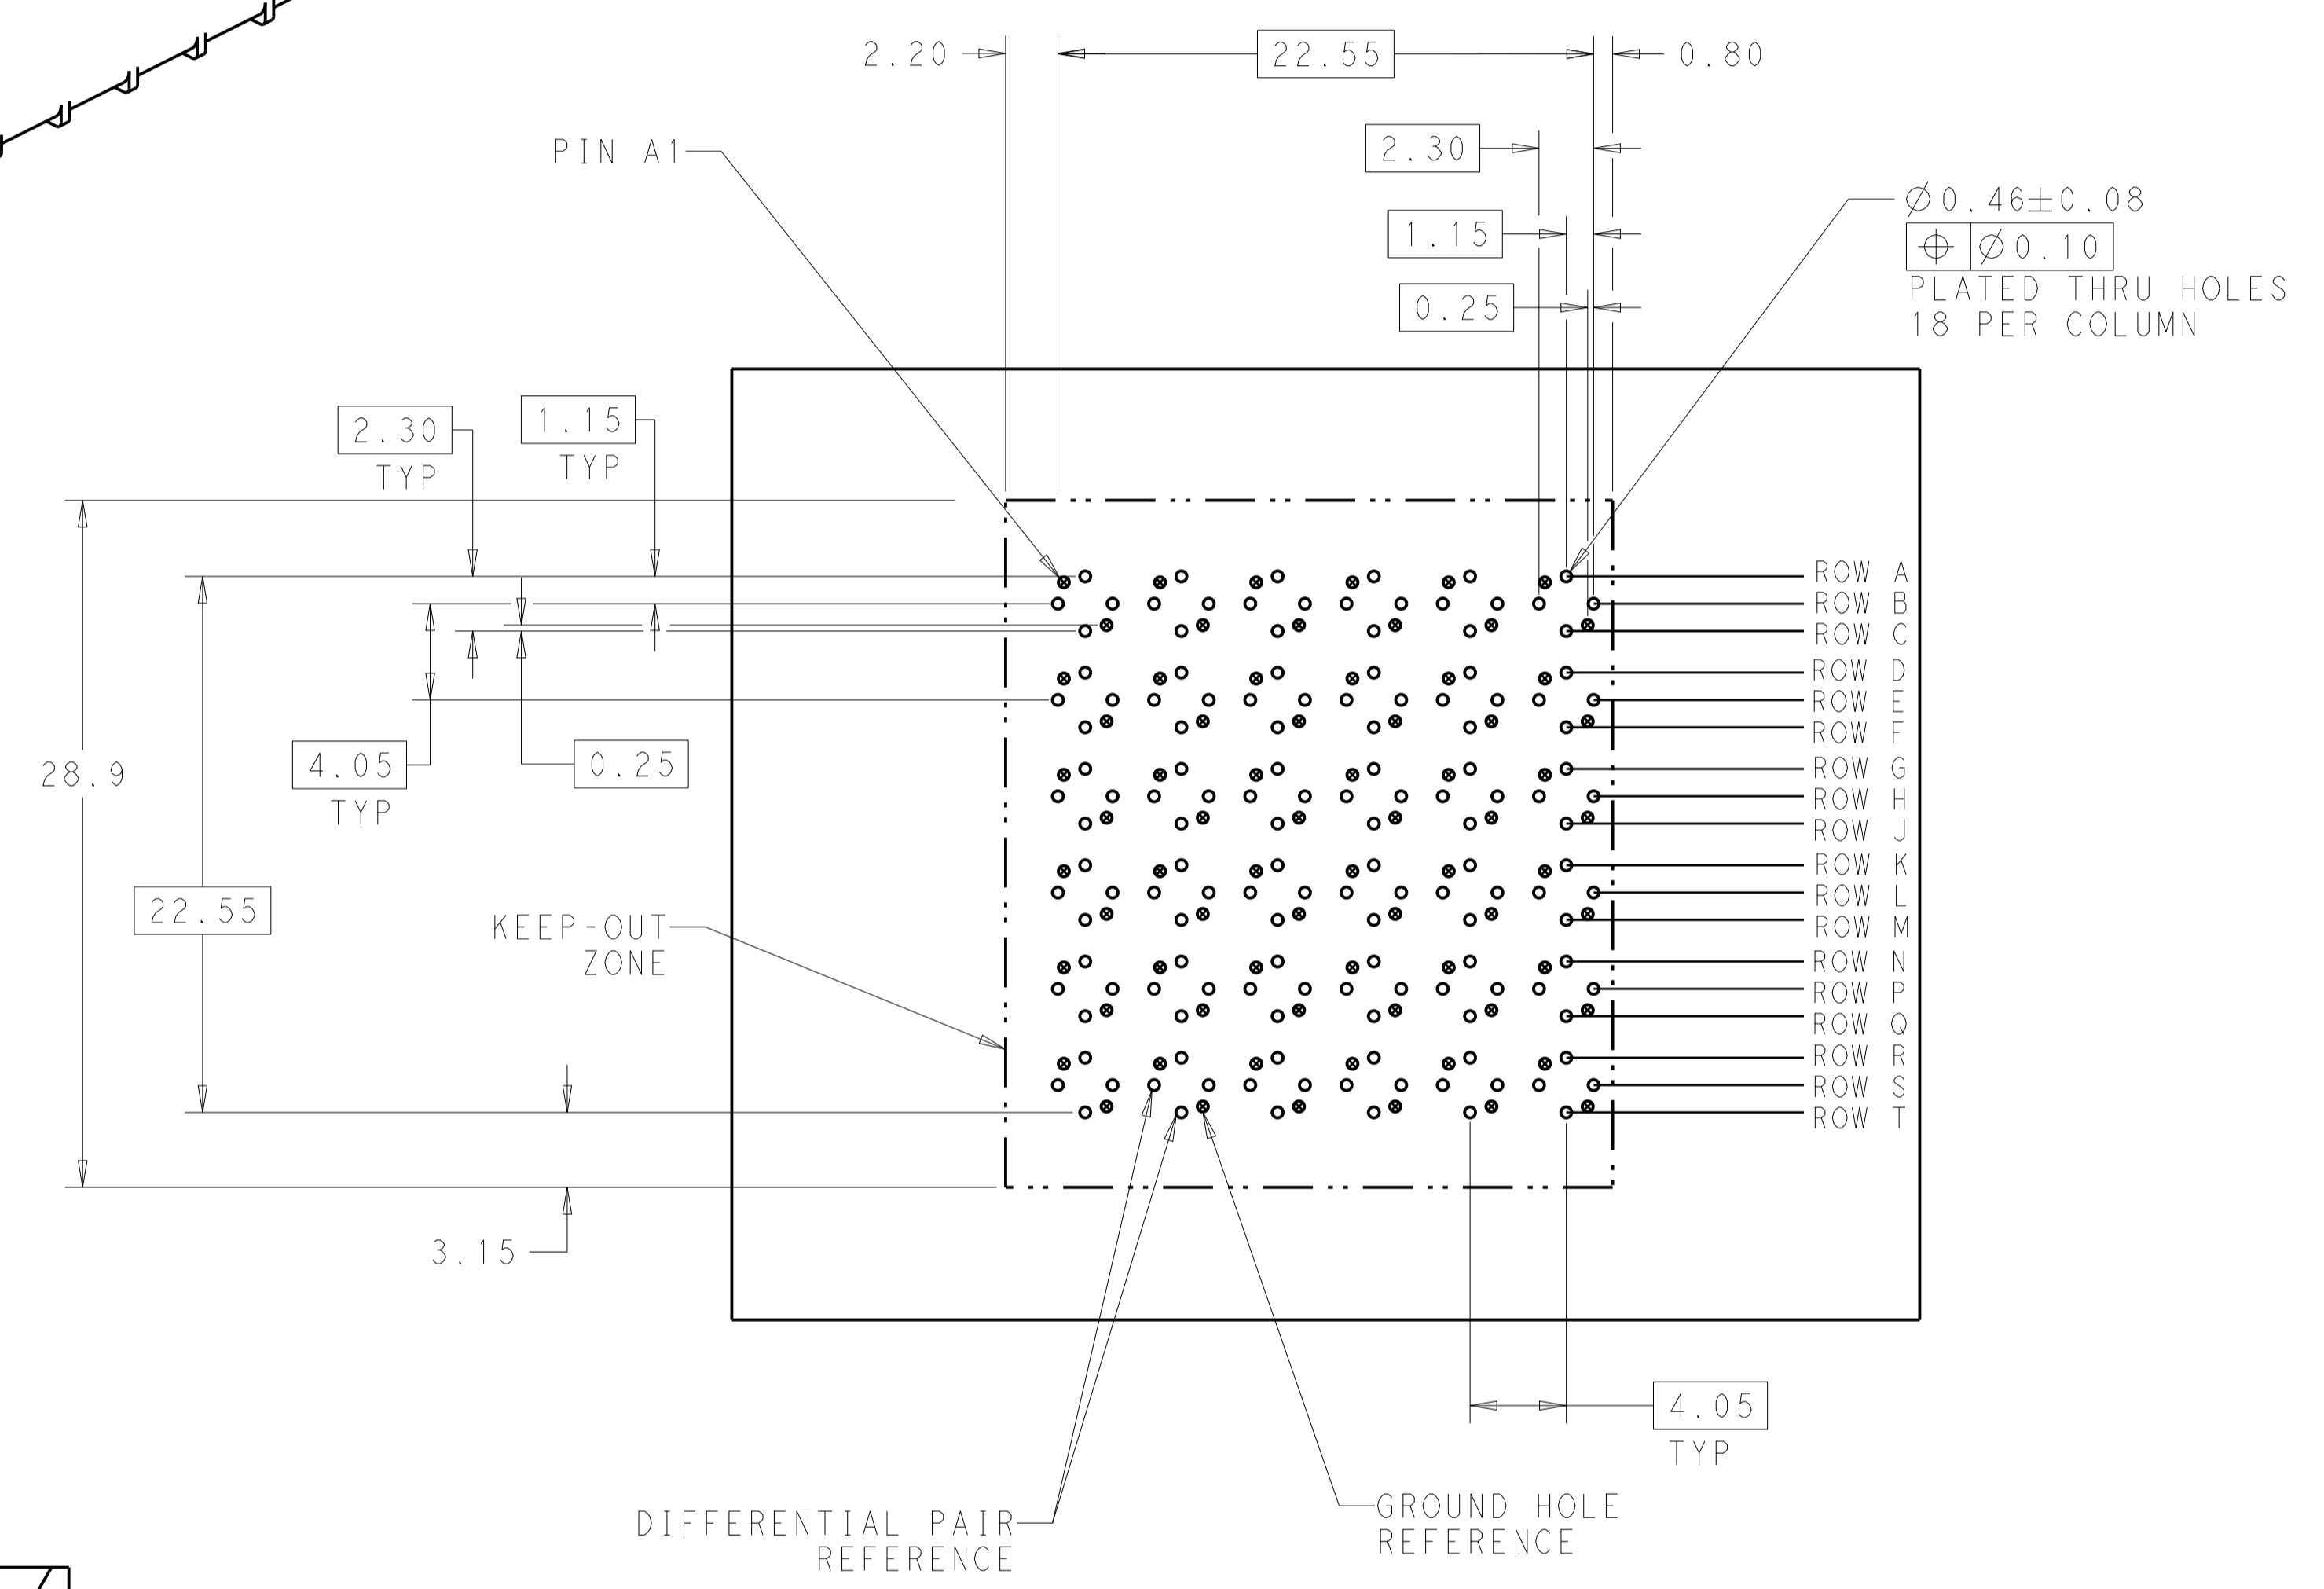 2.20
22.55
0.80
PIN A1
2.30
1.15
0.25
Ø0.46±0.08
⌖ Ø0.10
PLATED THRU HOLES
18 PER COLUMN
2.30
TYP
1.15
TYP
28.9
4.05
TYP
0.25
22.55
KEEP-OUT
ZONE
3.15
ROW A
ROW B
ROW C
ROW D
ROW E
ROW F
ROW G
ROW H
ROW J
ROW K
ROW L
ROW M
ROW N
ROW P
ROW Q
ROW R
ROW S
ROW T
4.05
TYP
DIFFERENTIAL PAIR
REFERENCE
GROUND HOLE
REFERENCE